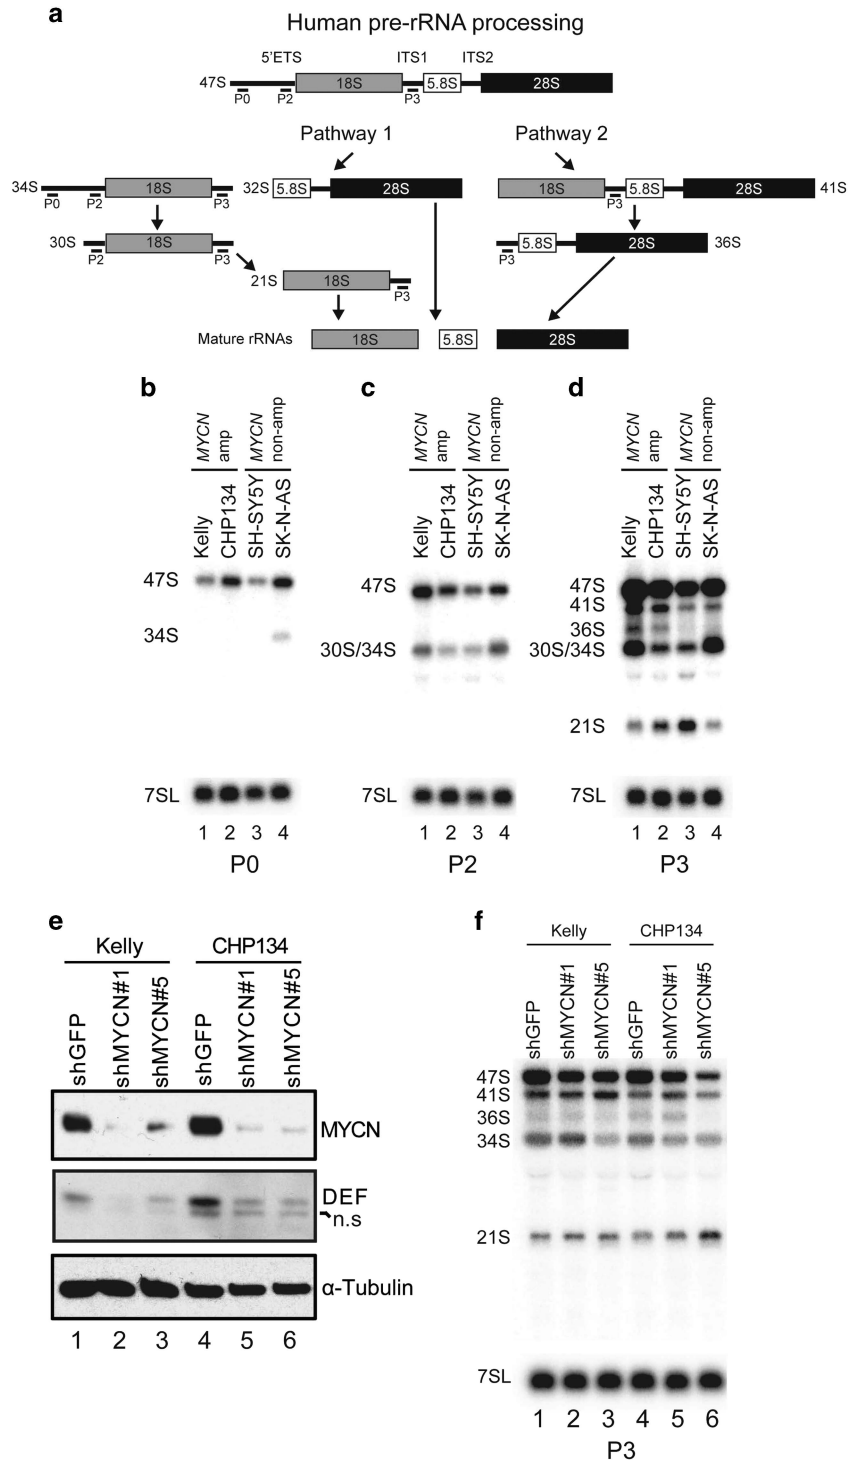 a
Human pre-rRNA processing
5'ETS ITS1 ITS2
47S 18S 5.8S 28S
P0 P2 P3
Pathway 1 Pathway 2
34S 18S 32S 5.8S 28S 18S 5.8S 28S 41S
P0 P2 P3 P3
30S 18S 5.8S 28S 36S
P2 P3 P3
21S 18S
P3
Mature rRNAs 18S 5.8S 28S
b
MYCN amp MYCN non-amp
Kelly CHP134 SH-SY5Y SK-N-AS
47S
34S
7SL
1 2 3 4
P0
c
MYCN amp MYCN non-amp
Kelly CHP134 SH-SY5Y SK-N-AS
47S
30S/34S
7SL
1 2 3 4
P2
d
MYCN amp MYCN non-amp
Kelly CHP134 SH-SY5Y SK-N-AS
47S
41S
36S
30S/34S
21S
7SL
1 2 3 4
P3
e
Kelly CHP134
shGFP shMYCN#1 shMYCN#5 shGFP shMYCN#1 shMYCN#5
MYCN
DEF
n.s
α-Tubulin
1 2 3 4 5 6
f
Kelly CHP134
shGFP shMYCN#1 shMYCN#5 shGFP shMYCN#1 shMYCN#5
47S
41S
36S
34S
21S
7SL
1 2 3 4 5 6
P3